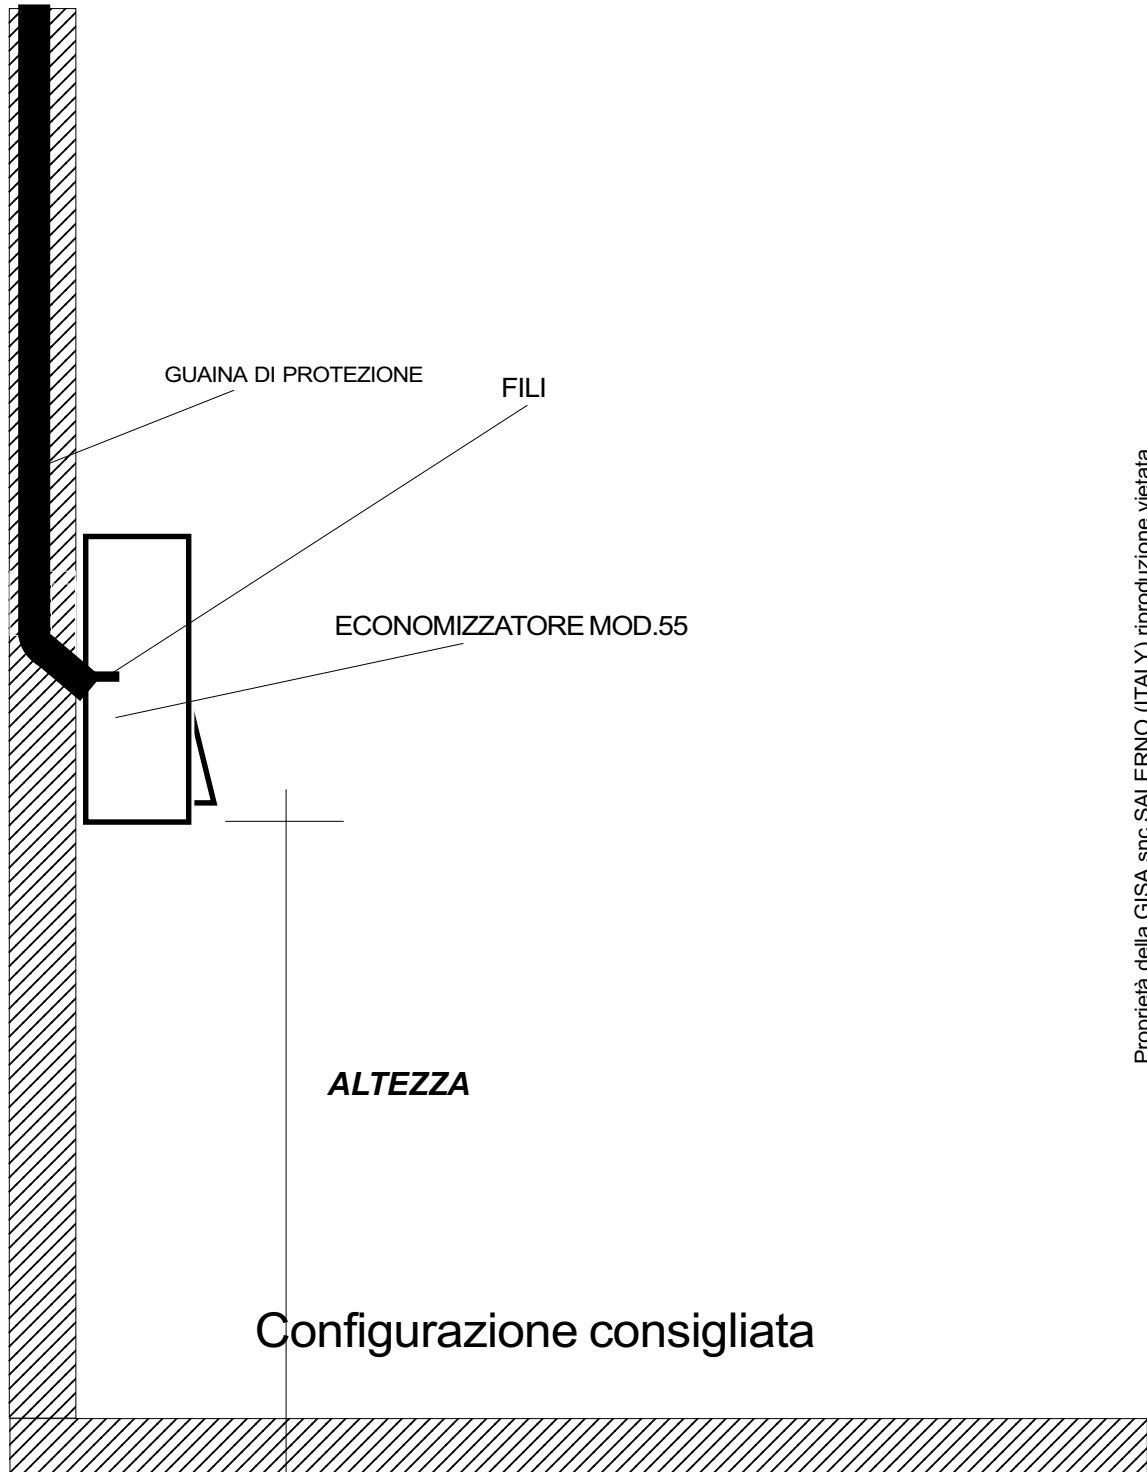 GUAINA DI PROTEZIONE
FILI
ECONOMIZZATORE MOD.55
ALTEZZA
Configurazione consigliata
Proprietà della GISA snc SALERNO (ITALY) riproduzione vietata